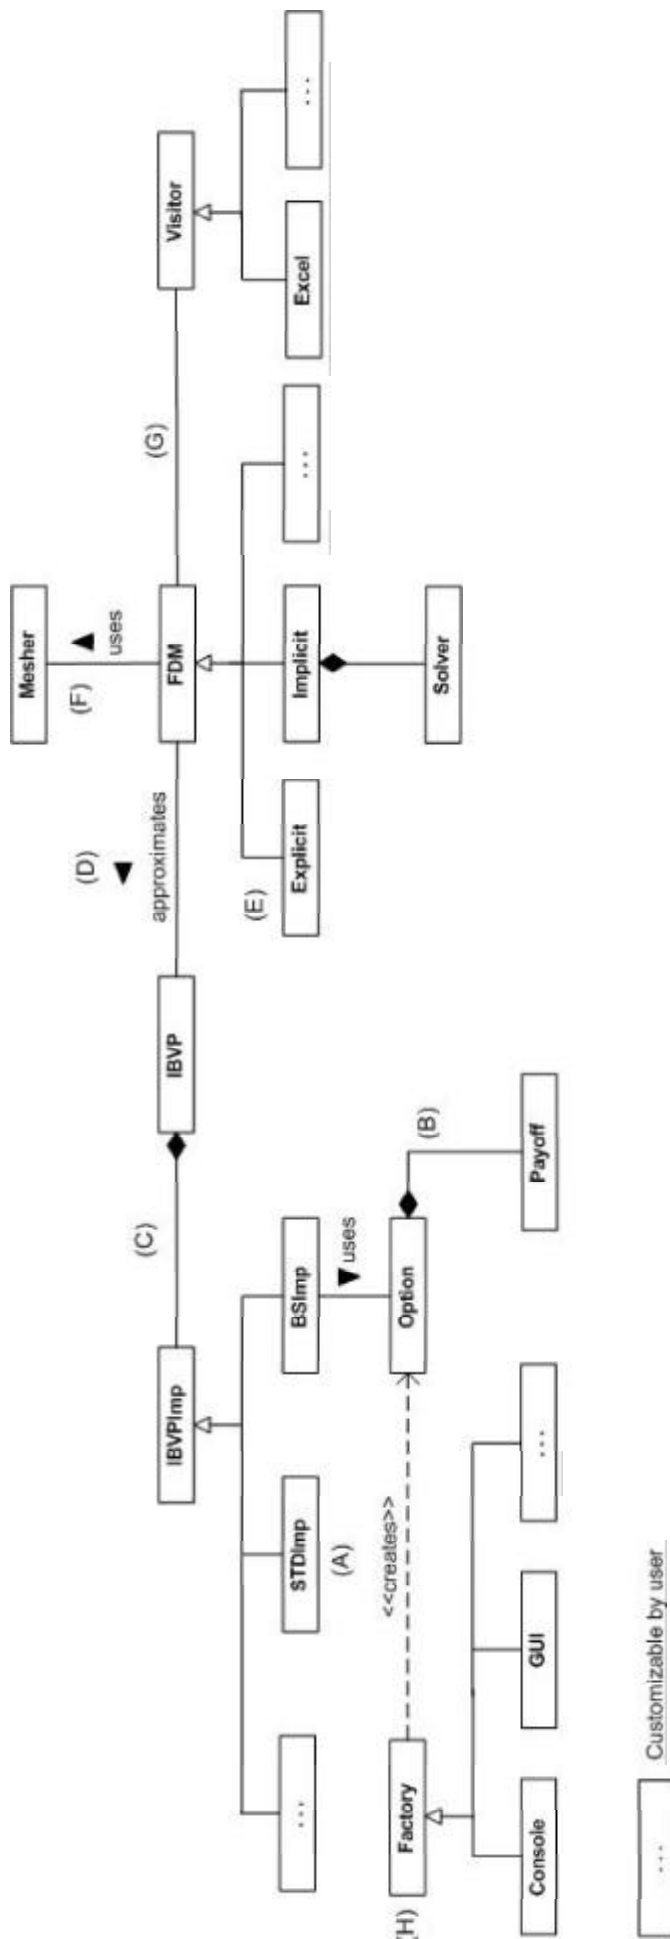 Mesher
(F)
(D)
uses
(C)
(G)
approximates
IBVPImp
IBVP
FDM
Visitor
(E)
...
STDImp
BSImp
Explicit
Implicit
...
Excel
...
(A)
uses
<<creates>>
(H)
Factory
Option
(B)
Solver
Console
GUI
...
Payoff
...
Customizable by user